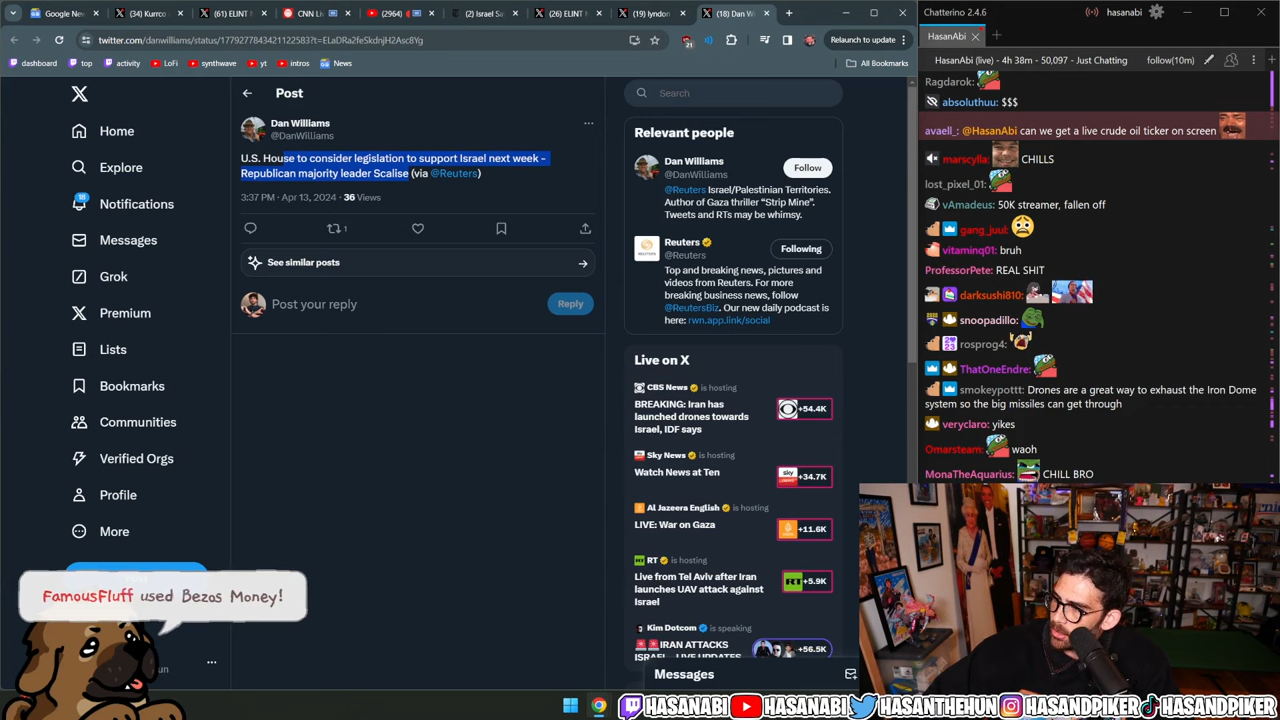 Google Ne
(34) Kurrco
(61) ELINT
CNN Li
(2964)
(2) Israel Sa
(26) ELINT
(19) lyndon
(18) Dan Wi
twitter.com/danwilliams/status/1779277843421122583?t=ELaDRa2feSkdnjH2Asc8Yg
21
Relaunch to update
dashboard
top
activity
LoFi
synthwave
yt
intros
News
All Bookmarks
Home
Explore
18
Notifications
Messages
Grok
Premium
Lists
Bookmarks
Communities
Verified Orgs
Profile
More
FamousFluff used Bezos Money!
Post
Dan Williams
@DanWilliams
U.S. House to consider legislation to support Israel next week -
Republican majority leader Scalise (via @Reuters)
3:37 PM · Apr 13, 2024 · 36 Views
1
See similar posts
Post your reply
Reply
Search
Relevant people
Dan Williams
@DanWilliams
Follow
@Reuters Israel/Palestinian Territories.
Author of Gaza thriller “Strip Mine”.
Tweets and RTs may be whimsy.
Reuters
@Reuters
Following
Top and breaking news, pictures and
videos from Reuters. For more
breaking business news, follow
@ReutersBiz. Our new daily podcast is
here: rwn.app.link/social
Live on X
CBS News is hosting
BREAKING: Iran has
launched drones towards
Israel, IDF says
+54.4K
Sky News is hosting
Watch News at Ten
sky
+34.7K
Al Jazeera English is hosting
LIVE: War on Gaza
+11.6K
RT is hosting
Live from Tel Aviv after Iran
launches UAV attack against
Israel
RT
+5.9K
Kim Dotcom is speaking
IRAN ATTACKS
ISRAEL - LIVE UPDATES
+56.5K
Messages
Chatterino 2.4.6
hasanabi
HasanAbi
HasanAbi (live) - 4h 38m - 50,097 - Just Chatting
follow(10m)
Ragdarok:
absoluthuu: $$$
avaell_: @HasanAbi can we get a live crude oil ticker on screen
marscylla: CHILLS
lost_pixel_01:
vAmadeus: 50K streamer, fallen off
gang_juul:
vitaminq01: bruh
ProfessorPete: REAL SHIT
darksushi810:
snoopadillo:
rosprog4:
ThatOneEndre:
smokeypottt: Drones are a great way to exhaust the Iron Dome
system so the big missiles can get through
veryclaro: yikes
Omarsteam: waoh
MonaTheAquarius: CHILL BRO
HASANABI
HASANABI
HASANTHEHUN
HASANDPIKER
HASANDPIKER